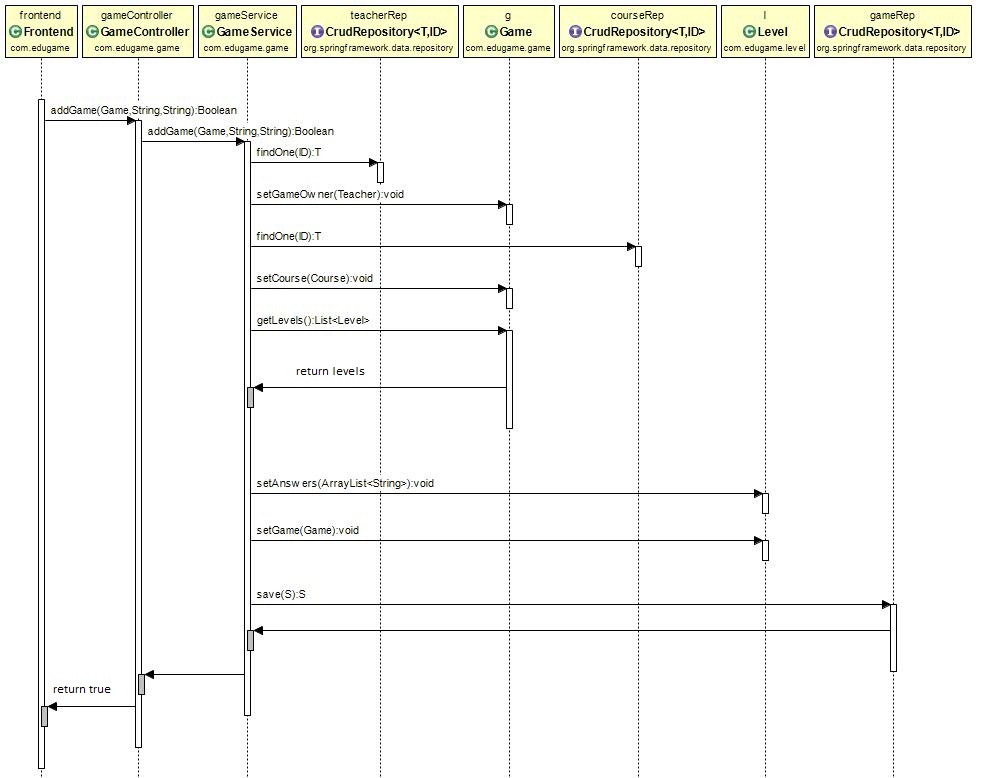 frontend gameController gameService teacherRep g courseRep l gameRep
C Frontend C GameController C GameService I CrudRepository<T,ID> C Game I CrudRepository<T,ID> C Level I CrudRepository<T,ID>
com.edugame com.edugame.game com.edugame.game org.springframework.data.repository com.edugame.game org.springframework.data.repository com.edugame.level org.springframework.data.repository
addGame(Game,String,String):Boolean
addGame(Game,String,String):Boolean
findOne(ID):T
setGameOwner(Teacher):void
findOne(ID):T
setCourse(Course):void
getLevels():List<Level>
return levels
setAnswers(ArrayList<String>):void
setGame(Game):void
save(S):S
return true